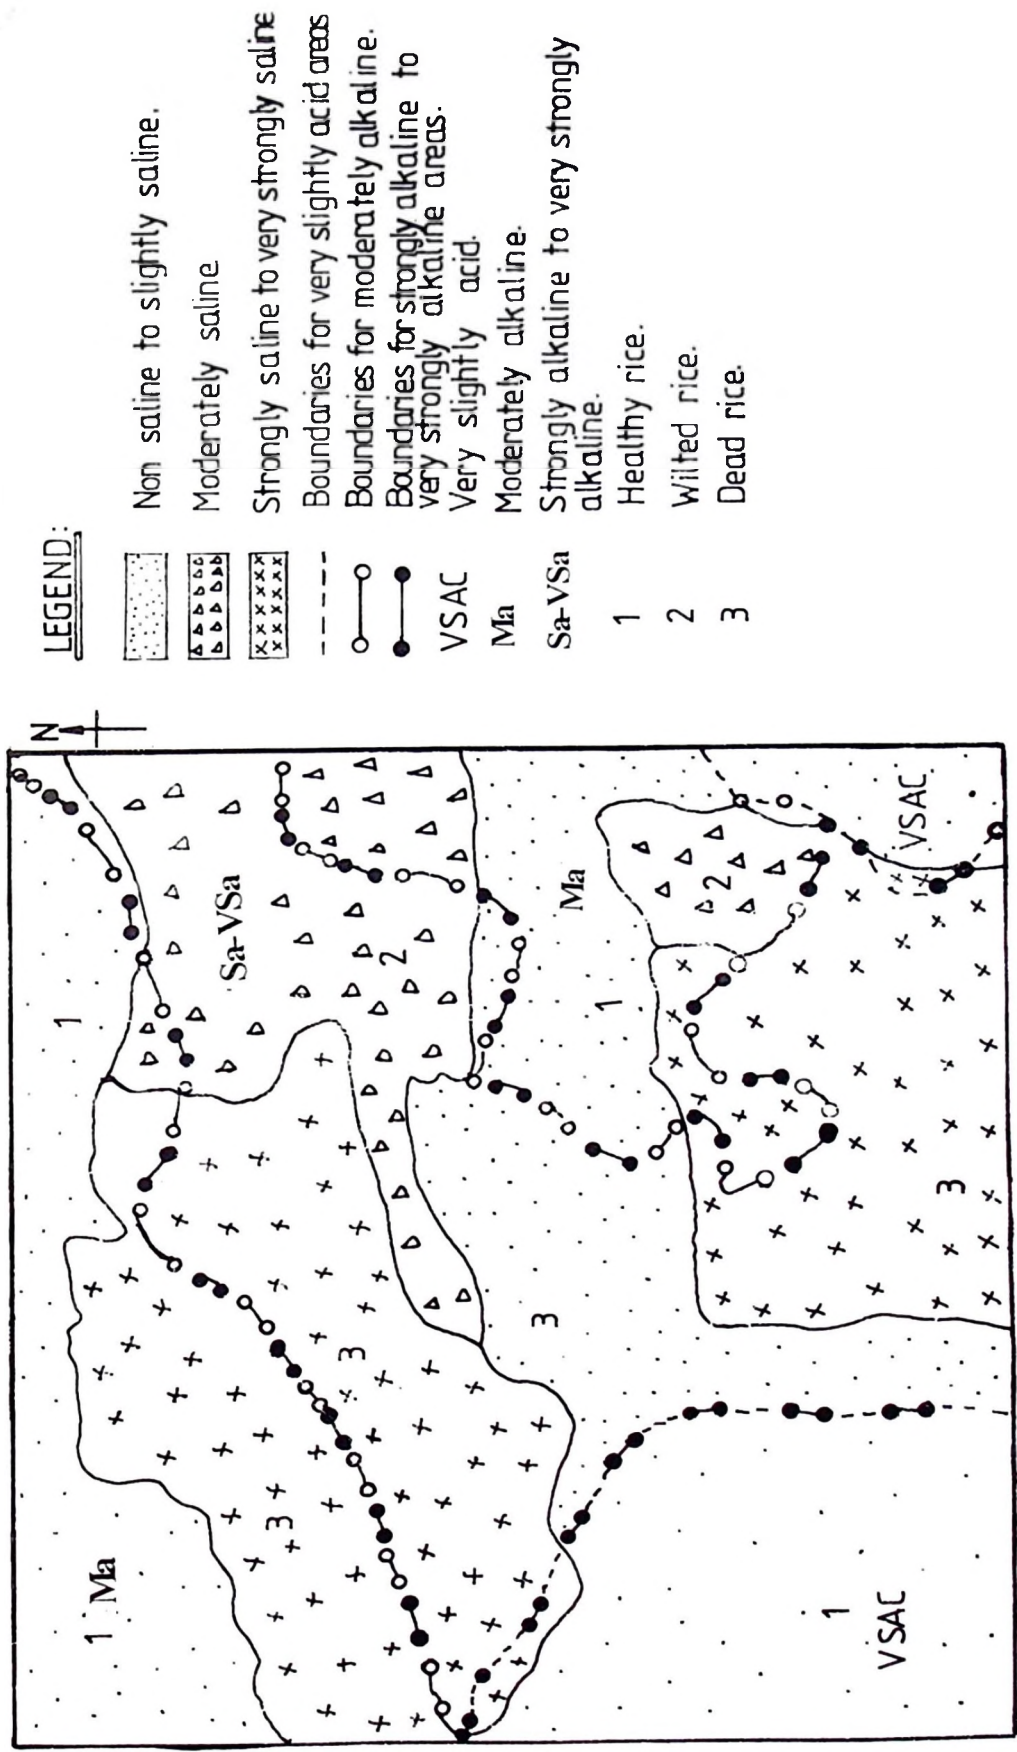 N
1
1 Ma
Sa-VSa
3
3
2
3
Ma
1
2
1
VSAC
VSAC
3
LEGEND:
Non saline to slightly saline.
Moderately saline
Strongly saline to very strongly saline
Boundaries for very slightly acid areas
Boundaries for moderately alkaline.
Boundaries for strongly alkaline to
very strongly alkaline areas.
VSAC Very slightly acid.
Ma Moderately alkaline.
Sa-VSa Strongly alkaline to very strongly
alkaline.
1 Healthy rice.
2 Wilted rice.
3 Dead rice.